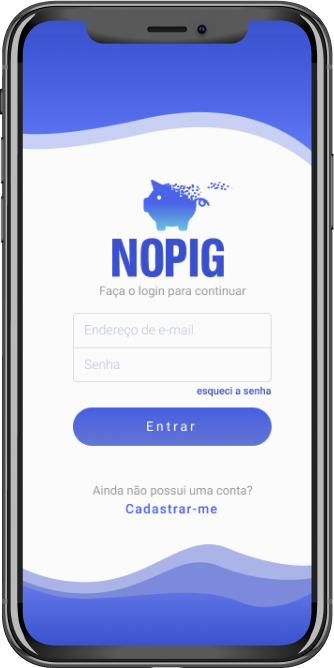 NOPIG
Faça o login para continuar
Endereço de e-mail
Senha
esqueci a senha
Entrar
Ainda não possui uma conta?
Cadastrar-me